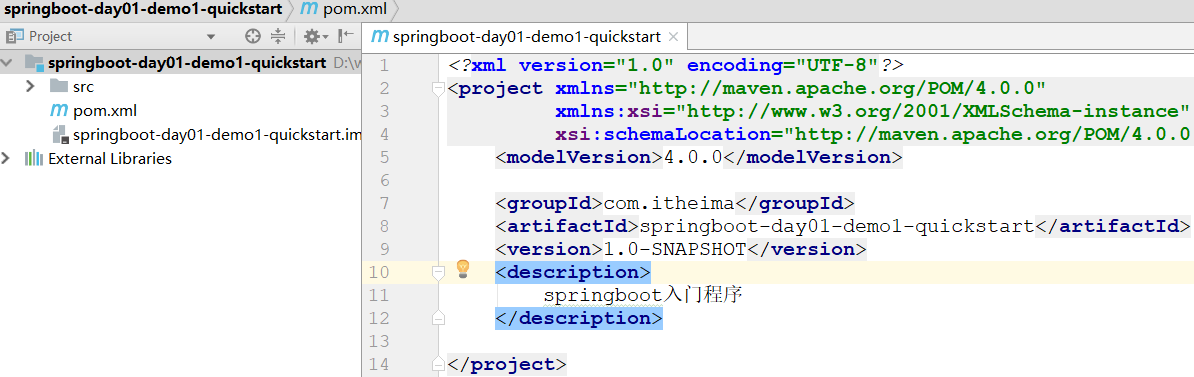 springboot-day01-demo1-quickstart
pom.xml
Project
springboot-day01-demo1-quickstart D:\w
src
pom.xml
springboot-day01-demo1-quickstart.im
External Libraries
springboot-day01-demo1-quickstart
1 <?xml version="1.0" encoding="UTF-8"?>
2 <project xmlns="http://maven.apache.org/POM/4.0.0"
3 xmlns:xsi="http://www.w3.org/2001/XMLSchema-instance"
4 xsi:schemaLocation="http://maven.apache.org/POM/4.0.0
5 <modelVersion>4.0.0</modelVersion>
6
7 <groupId>com.itheima</groupId>
8 <artifactId>springboot-day01-demo1-quickstart</artifactId>
9 <version>1.0-SNAPSHOT</version>
10 <description>
11 springboot入门程序
12 </description>
13
14 </project>